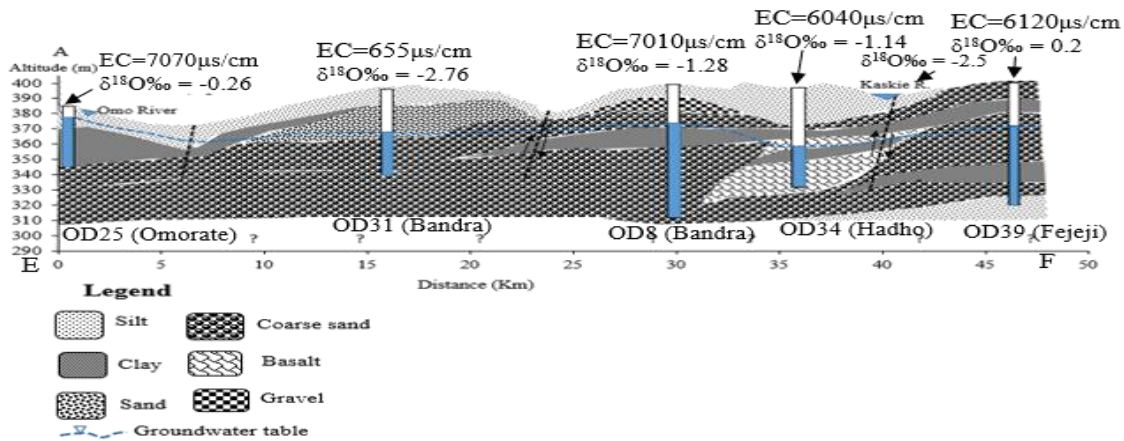 EC=7070µs/cm
δ¹⁸O‰ = -0.26
EC=655µs/cm
δ¹⁸O‰ = -2.76
EC=7010µs/cm
δ¹⁸O‰ = -1.28
EC=6040µs/cm
δ¹⁸O‰ = -1.14
-2.5
EC=6120µs/cm
δ¹⁸O‰ = 0.2
A
Altitude (m)
400
390
380
370
360
350
340
330
320
310
300
290
Omo River
Kaskie R.
OD25 (Omorate)
OD31 (Bandra)
OD8 (Bandra)
OD34 (Hadho)
OD39 (Fejeji)
? ? ? ? ? ?
E
F
0 5 10 15 20 25 30 35 40 45 50
Distance (Km)
Legend
Silt
Coarse sand
Clay
Basalt
Sand
Gravel
Groundwater table